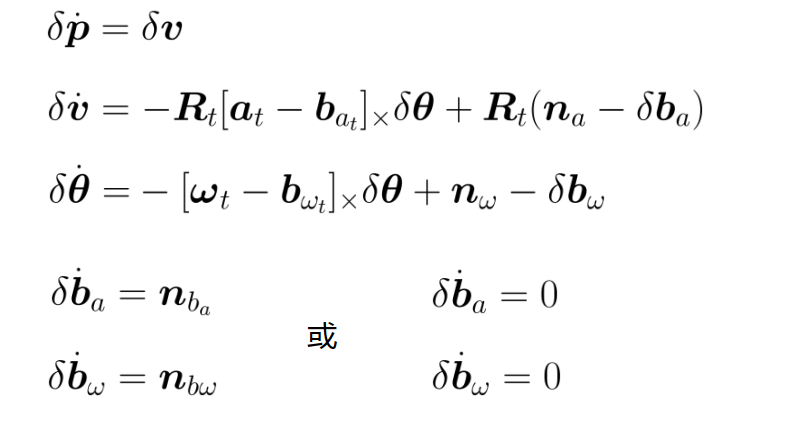 δṗ = δv
δv̇ = −R_t[a_t − b_{a_t}]_×δθ + R_t(n_a − δb_a)
δθ̇ = − [ω_t − b_{ω_t}]_×δθ + n_ω − δb_ω
δḃ_a = n_{b_a} δḃ_a = 0
或
δḃ_ω = n_{bω} δḃ_ω = 0